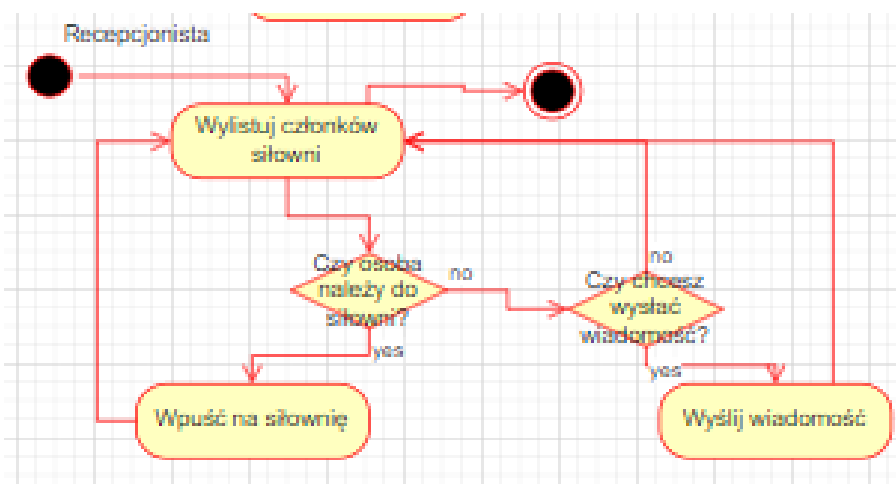 Recepcjonista
Wylistuj członków
siłowni
Czy osoba
należy do
siłowni?
no
no
Czy chcesz
wysłać
wiadomość?
yes
yes
Wpuść na siłownię
Wyślij wiadomość